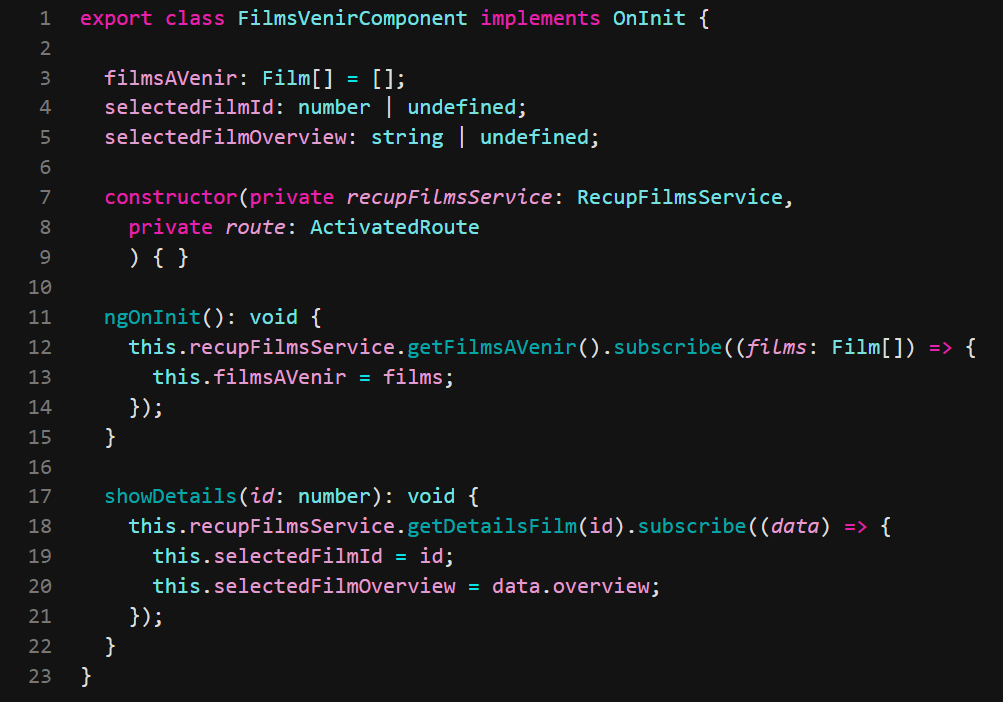 1 export class FilmsVenirComponent implements OnInit {
2
3 filmsAVenir: Film[] = [];
4 selectedFilmId: number | undefined;
5 selectedFilmOverview: string | undefined;
6
7 constructor(private recupFilmsService: RecupFilmsService,
8 private route: ActivatedRoute
9 ) { }
10
11 ngOnInit(): void {
12 this.recupFilmsService.getFilmsAVenir().subscribe((films: Film[]) => {
13 this.filmsAVenir = films;
14 });
15 }
16
17 showDetails(id: number): void {
18 this.recupFilmsService.getDetailsFilm(id).subscribe((data) => {
19 this.selectedFilmId = id;
20 this.selectedFilmOverview = data.overview;
21 });
22 }
23 }